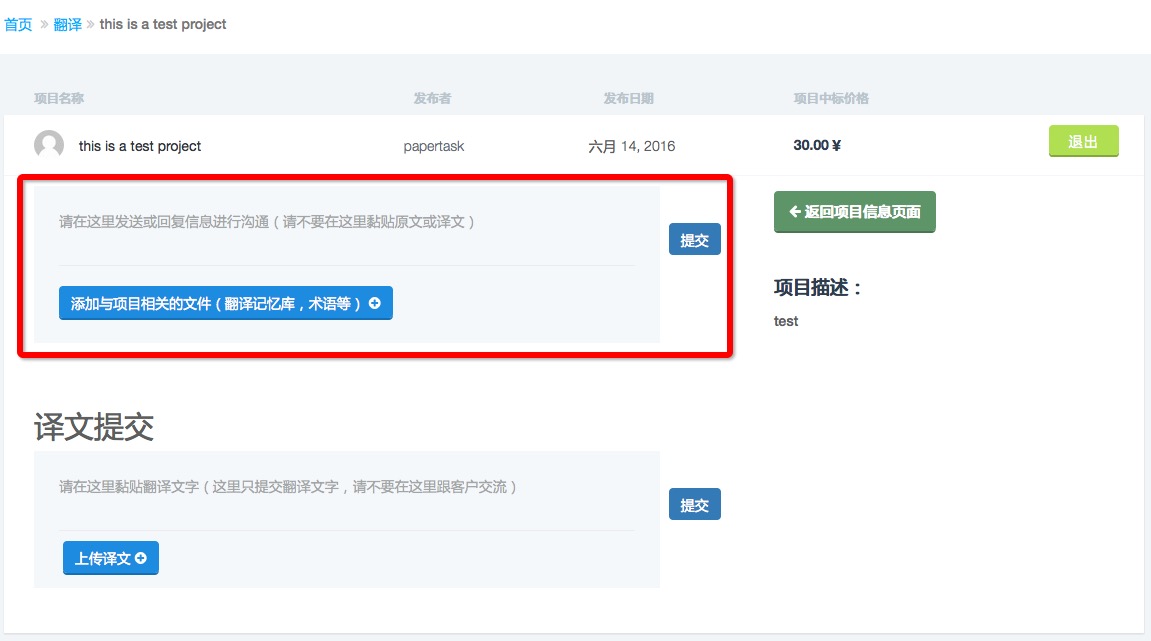 首页 » 翻译 » this is a test project
项目名称 发布者 发布日期 项目中标价格
this is a test project papertask 六月 14, 2016 30.00 ¥ 退出
请在这里发送或回复信息进行沟通（请不要在这里黏贴原文或译文）
提交
添加与项目相关的文件（翻译记忆库，术语等）
返回项目信息页面
项目描述：
test
译文提交
请在这里黏贴翻译文字（这里只提交翻译文字，请不要在这里跟客户交流）
提交
上传译文